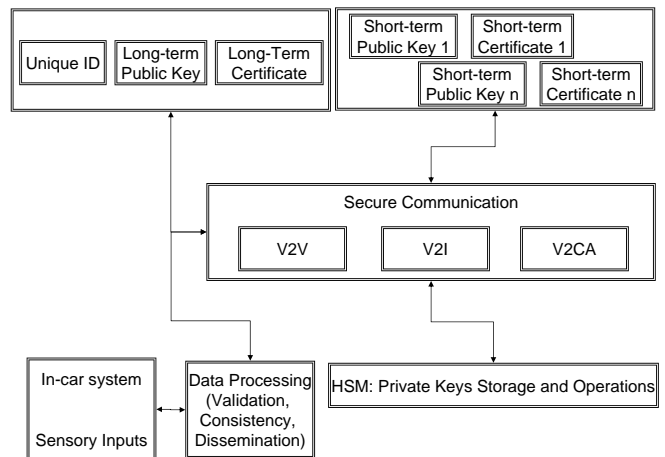 Unique ID
Long-term
Public Key
Long-Term
Certificate
Short-term
Public Key 1
Short-term
Certificate 1
Short-term
Public Key n
Short-term
Certificate n
Secure Communication
V2V
V2I
V2CA
In-car system
Sensory Inputs
Data Processing
(Validation,
Consistency,
Dissemination)
HSM: Private Keys Storage and Operations